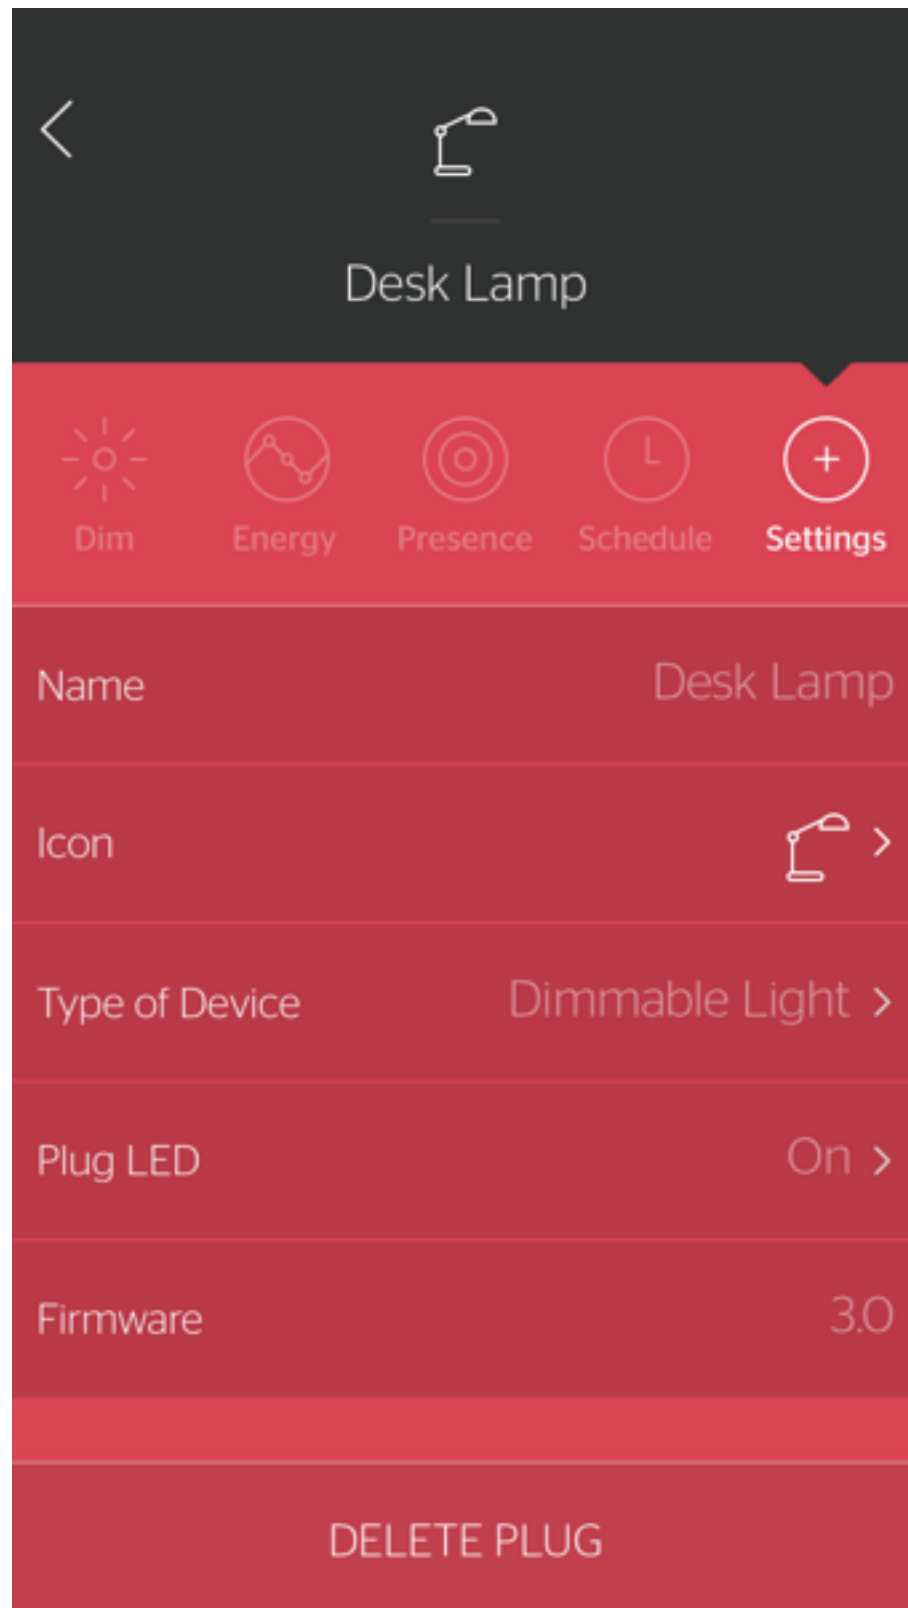 Desk Lamp
Dim Energy Presence Schedule Settings
Name Desk Lamp
Icon
Type of Device Dimmable Light
Plug LED On
Firmware 3.0
DELETE PLUG